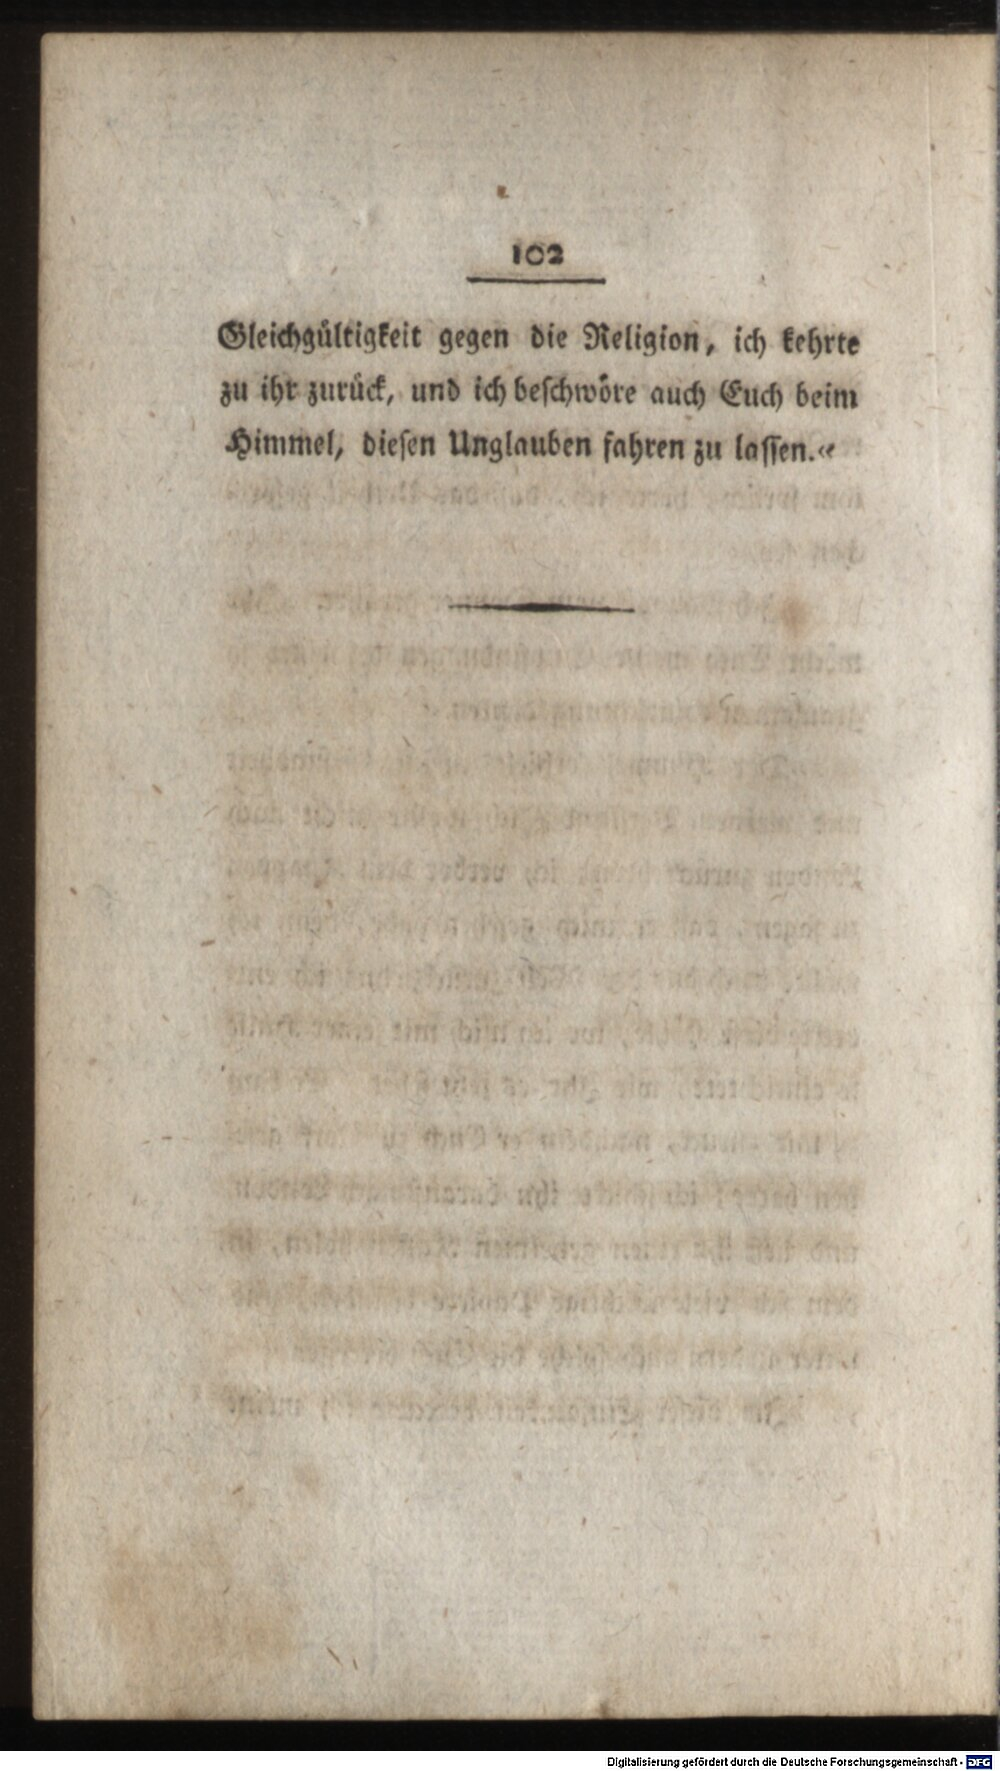 102
Gleichgültigkeit gegen die Religion, ich kehrte
zu ihr zurück, und ich beschwöre auch Euch beim
Himmel, diesen Unglauben fahren zu lassen.«
Digitalisierung gefördert durch die Deutsche Forschungsgemeinschaft - DFG